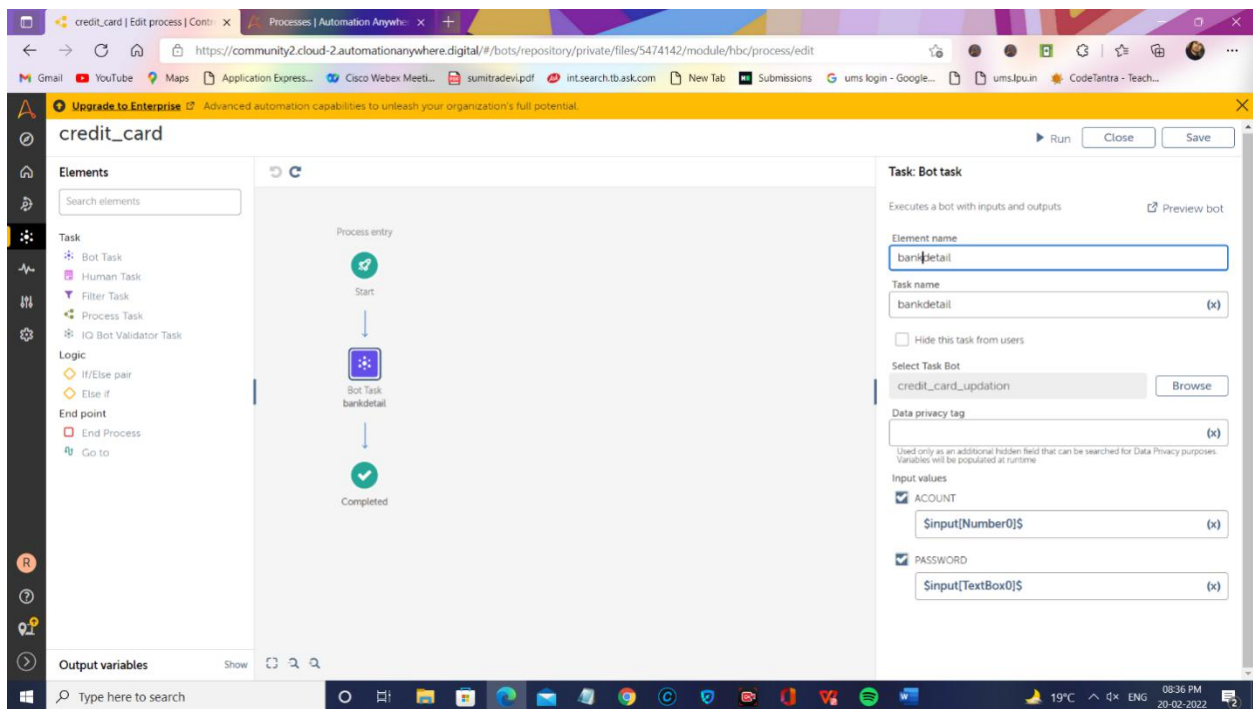 credit_card | Edit process | Contr
Processes | Automation Anywher
https://community2.cloud-2.automationanywhere.digital/#/bots/repository/private/files/5474142/module/hbc/process/edit
Gmail YouTube Maps Application Express... Cisco Webex Meeti... sumitradevi.pdf int.search.tb.ask.com New Tab Submissions ums login - Google... ums.lpu.in CodeTantra - Teach...
Upgrade to Enterprise Advanced automation capabilities to unleash your organization's full potential.
credit_card
Run Close Save
Elements
Search elements
Task
Bot Task
Human Task
Filter Task
Process Task
IQ Bot Validator Task
Logic
If/Else pair
Else if
End point
End Process
Go to
Output variables Show
Process entry
Start
Bot Task
bankdetail
Completed
Task: Bot task
Executes a bot with inputs and outputs Preview bot
Element name
bankdetail
Task name
bankdetail (x)
Hide this task from users
Select Task Bot
credit_card_updation Browse
Data privacy tag
(x)
Used only as an additional hidden field that can be searched for Data Privacy purposes.
Variables will be populated at runtime
Input values
ACOUNT
$input[Number0]$ (x)
PASSWORD
$input[TextBox0]$ (x)
R
Type here to search
19°C ENG 08:36 PM
20-02-2022
2